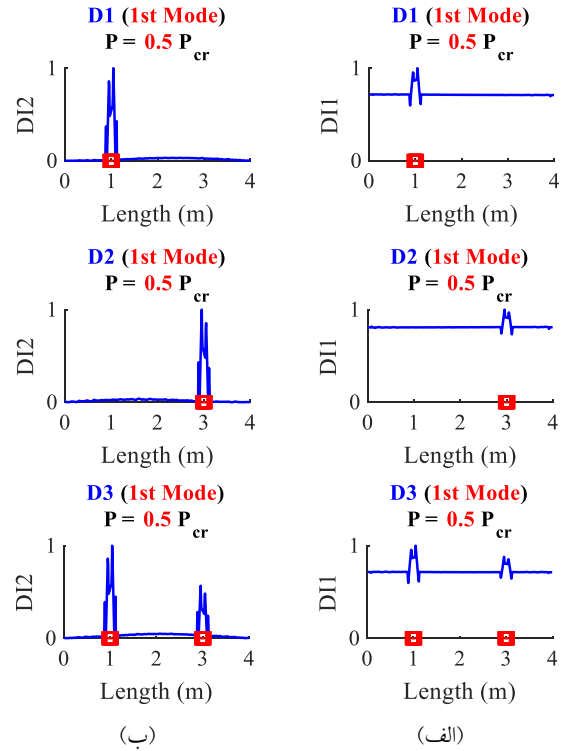 D1 (1st Mode)
P = 0.5 Pcr
DI2
1
0
0 1 2 3 4
Length (m)
D1 (1st Mode)
P = 0.5 Pcr
DI1
1
0
0 1 2 3 4
Length (m)
D2 (1st Mode)
P = 0.5 Pcr
DI2
1
0
0 1 2 3 4
Length (m)
D2 (1st Mode)
P = 0.5 Pcr
DI1
1
0
0 1 2 3 4
Length (m)
D3 (1st Mode)
P = 0.5 Pcr
DI2
1
0
0 1 2 3 4
Length (m)
D3 (1st Mode)
P = 0.5 Pcr
DI1
1
0
0 1 2 3 4
Length (m)
(ب)
(الف)